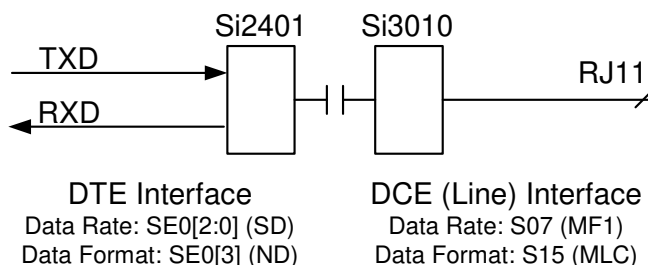 Si2401 Si3010
TXD
RJ11
RXD
DTE Interface DCE (Line) Interface
Data Rate: SE0[2:0] (SD) Data Rate: S07 (MF1)
Data Format: SE0[3] (ND) Data Format: S15 (MLC)